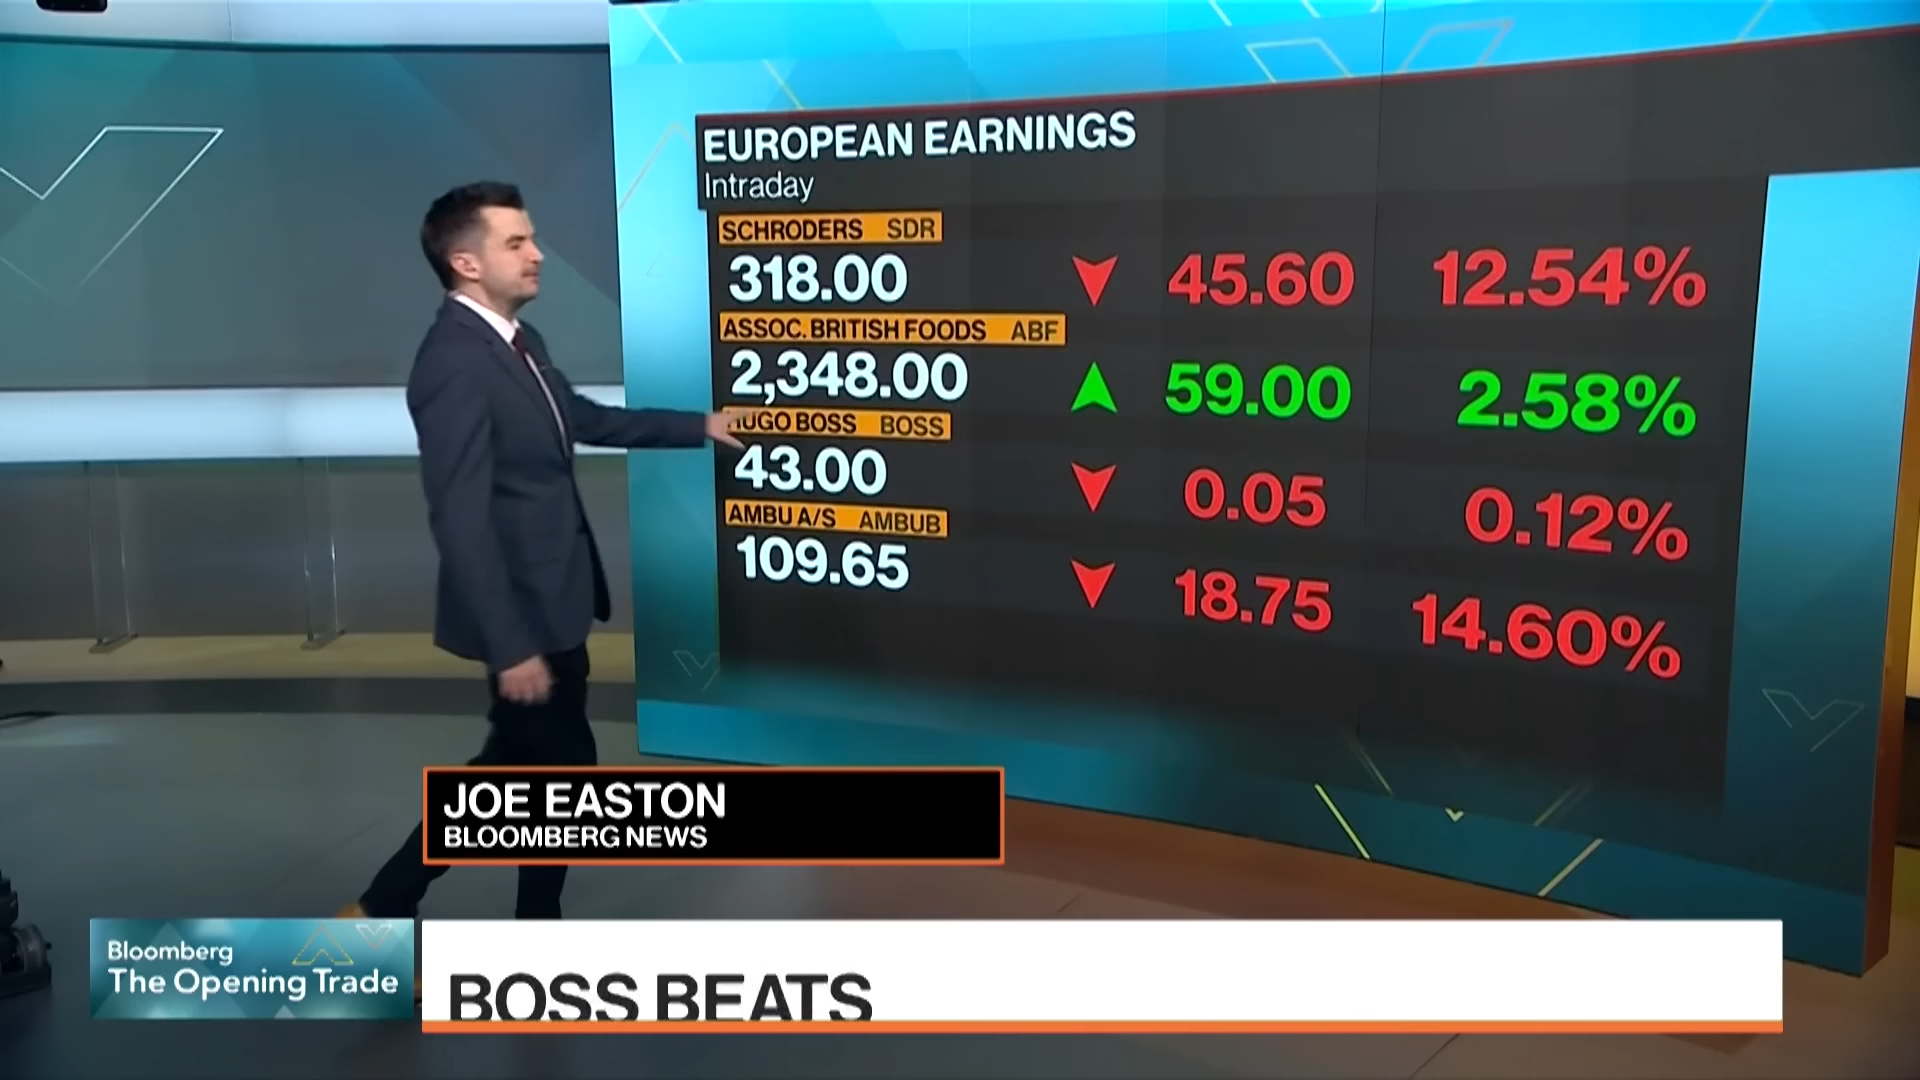 EUROPEAN EARNINGS
Intraday
SCHRODERS SDR
318.00 45.60 12.54%
ASSOC. BRITISH FOODS ABF
2,348.00 59.00 2.58%
HUGO BOSS BOSS
43.00 0.05 0.12%
AMBU A/S AMBUB
109.65 18.75 14.60%
JOE EASTON
BLOOMBERG NEWS
Bloomberg
The Opening Trade
BOSS BEATS